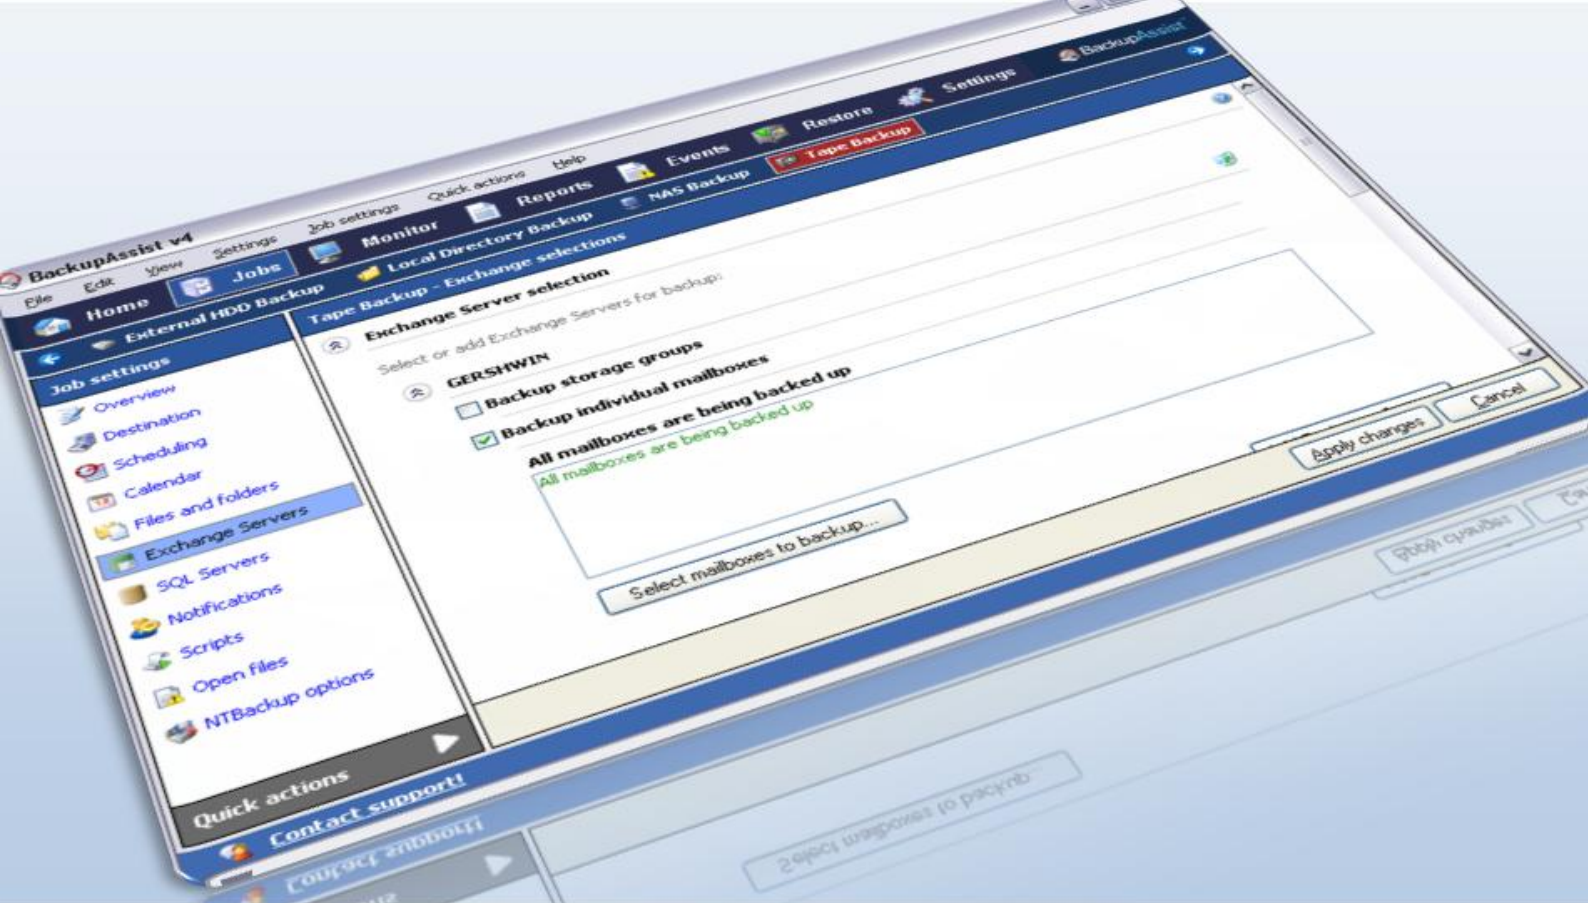 BackupAssist v4
File Edit View Settings Job settings Quick actions Help
Home Jobs Monitor Reports Events Restore Settings BackupAssist
External HDD Backup Local Directory Backup NAS Backup Tape Backup
Job settings
Overview
Destination
Scheduling
Calendar
Files and folders
Exchange Servers
SQL Servers
Notifications
Scripts
Open files
NTBackup options
Quick actions
Contact support!
Tape Backup - Exchange selections
Exchange Server selection
Select or add Exchange Servers for backup:
GERSHWIN
Backup storage groups
Backup individual mailboxes
All mailboxes are being backed up
All mailboxes are being backed up
Select mailboxes to backup...
Apply changes Cancel